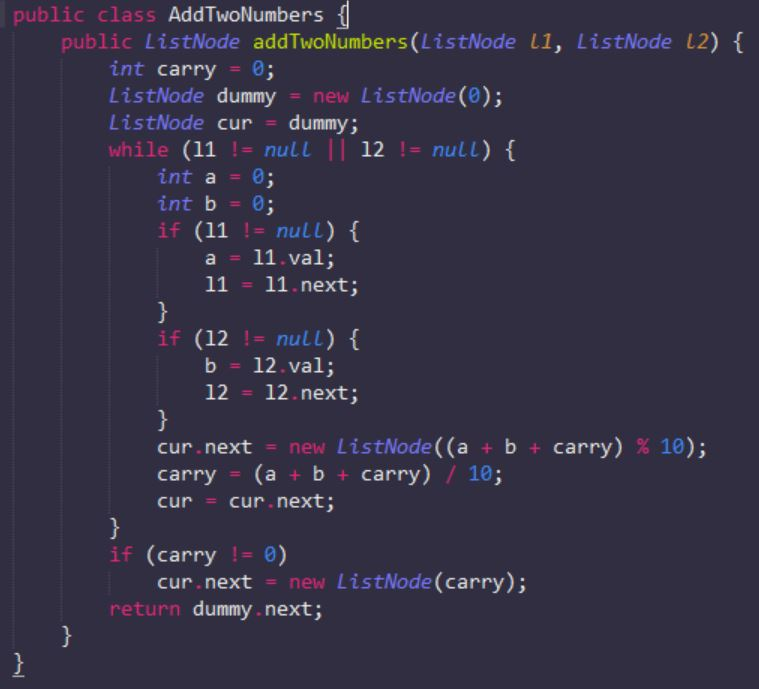 public class AddTwoNumbers {
    public ListNode addTwoNumbers(ListNode l1, ListNode l2) {
        int carry = 0;
        ListNode dummy = new ListNode(0);
        ListNode cur = dummy;
        while (l1 != null || l2 != null) {
            int a = 0;
            int b = 0;
            if (l1 != null) {
                a = l1.val;
                l1 = l1.next;
            }
            if (l2 != null) {
                b = l2.val;
                l2 = l2.next;
            }
            cur.next = new ListNode((a + b + carry) % 10);
            carry = (a + b + carry) / 10;
            cur = cur.next;
        }
        if (carry != 0)
            cur.next = new ListNode(carry);
        return dummy.next;
    }
}